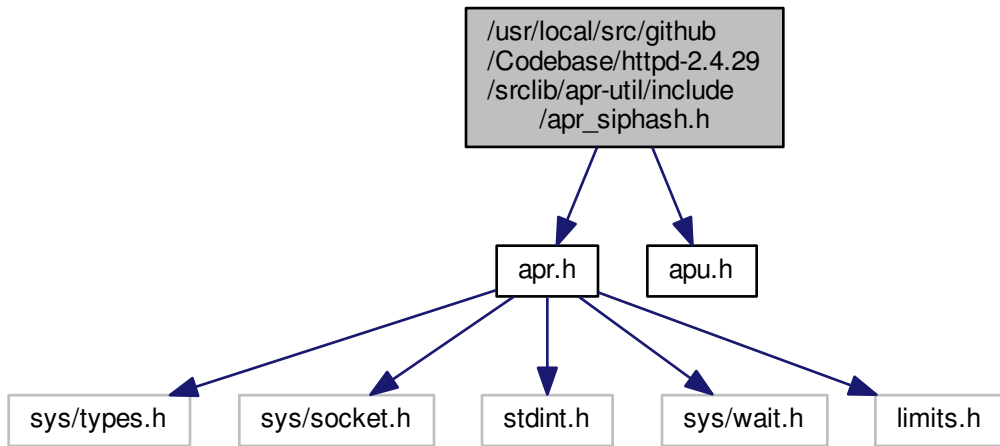 /usr/local/src/github
/Codebase/httpd-2.4.29
/srclib/apr-util/include
/apr_siphash.h
apr.h
apu.h
sys/types.h
sys/socket.h
stdint.h
sys/wait.h
limits.h